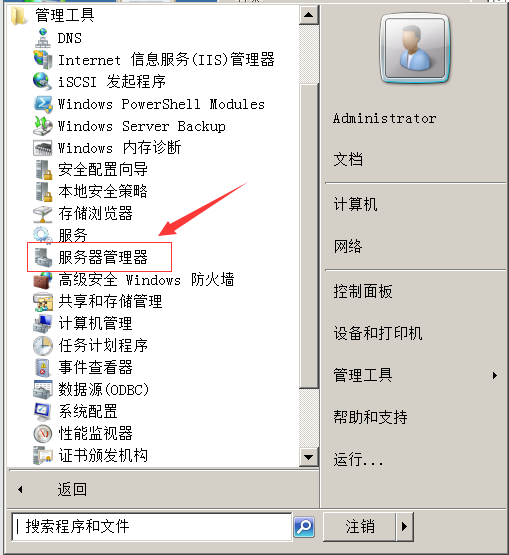 管理工具
DNS
Internet 信息服务(IIS)管理器
iSCSI 发起程序
Windows PowerShell Modules
Windows Server Backup
Windows 内存诊断
安全配置向导
本地安全策略
存储浏览器
服务
服务器管理器
高级安全 Windows 防火墙
共享和存储管理
计算机管理
任务计划程序
事件查看器
数据源(ODBC)
系统配置
性能监视器
证书颁发机构
返回
搜索程序和文件
Administrator
文档
计算机
网络
控制面板
设备和打印机
管理工具
帮助和支持
运行...
注销